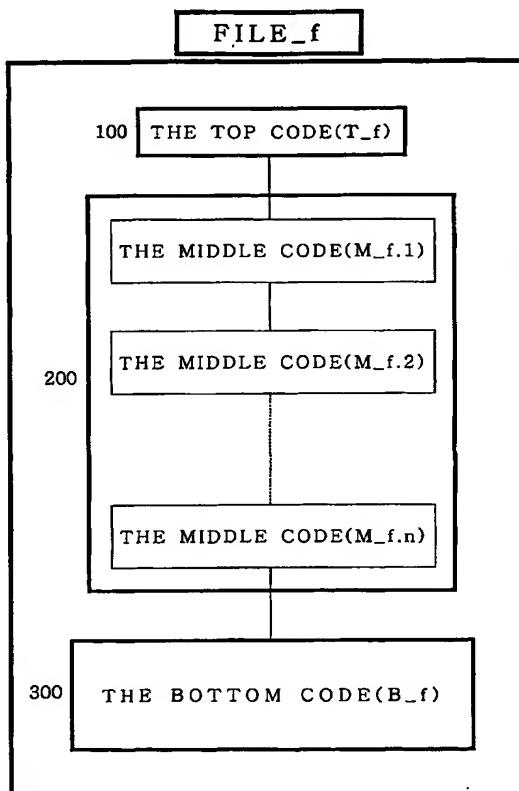 FILE_f
100 THE TOP CODE(T_f)
THE MIDDLE CODE(M_f.1)
THE MIDDLE CODE(M_f.2)
200
THE MIDDLE CODE(M_f.n)
300 THE BOTTOM CODE(B_f)